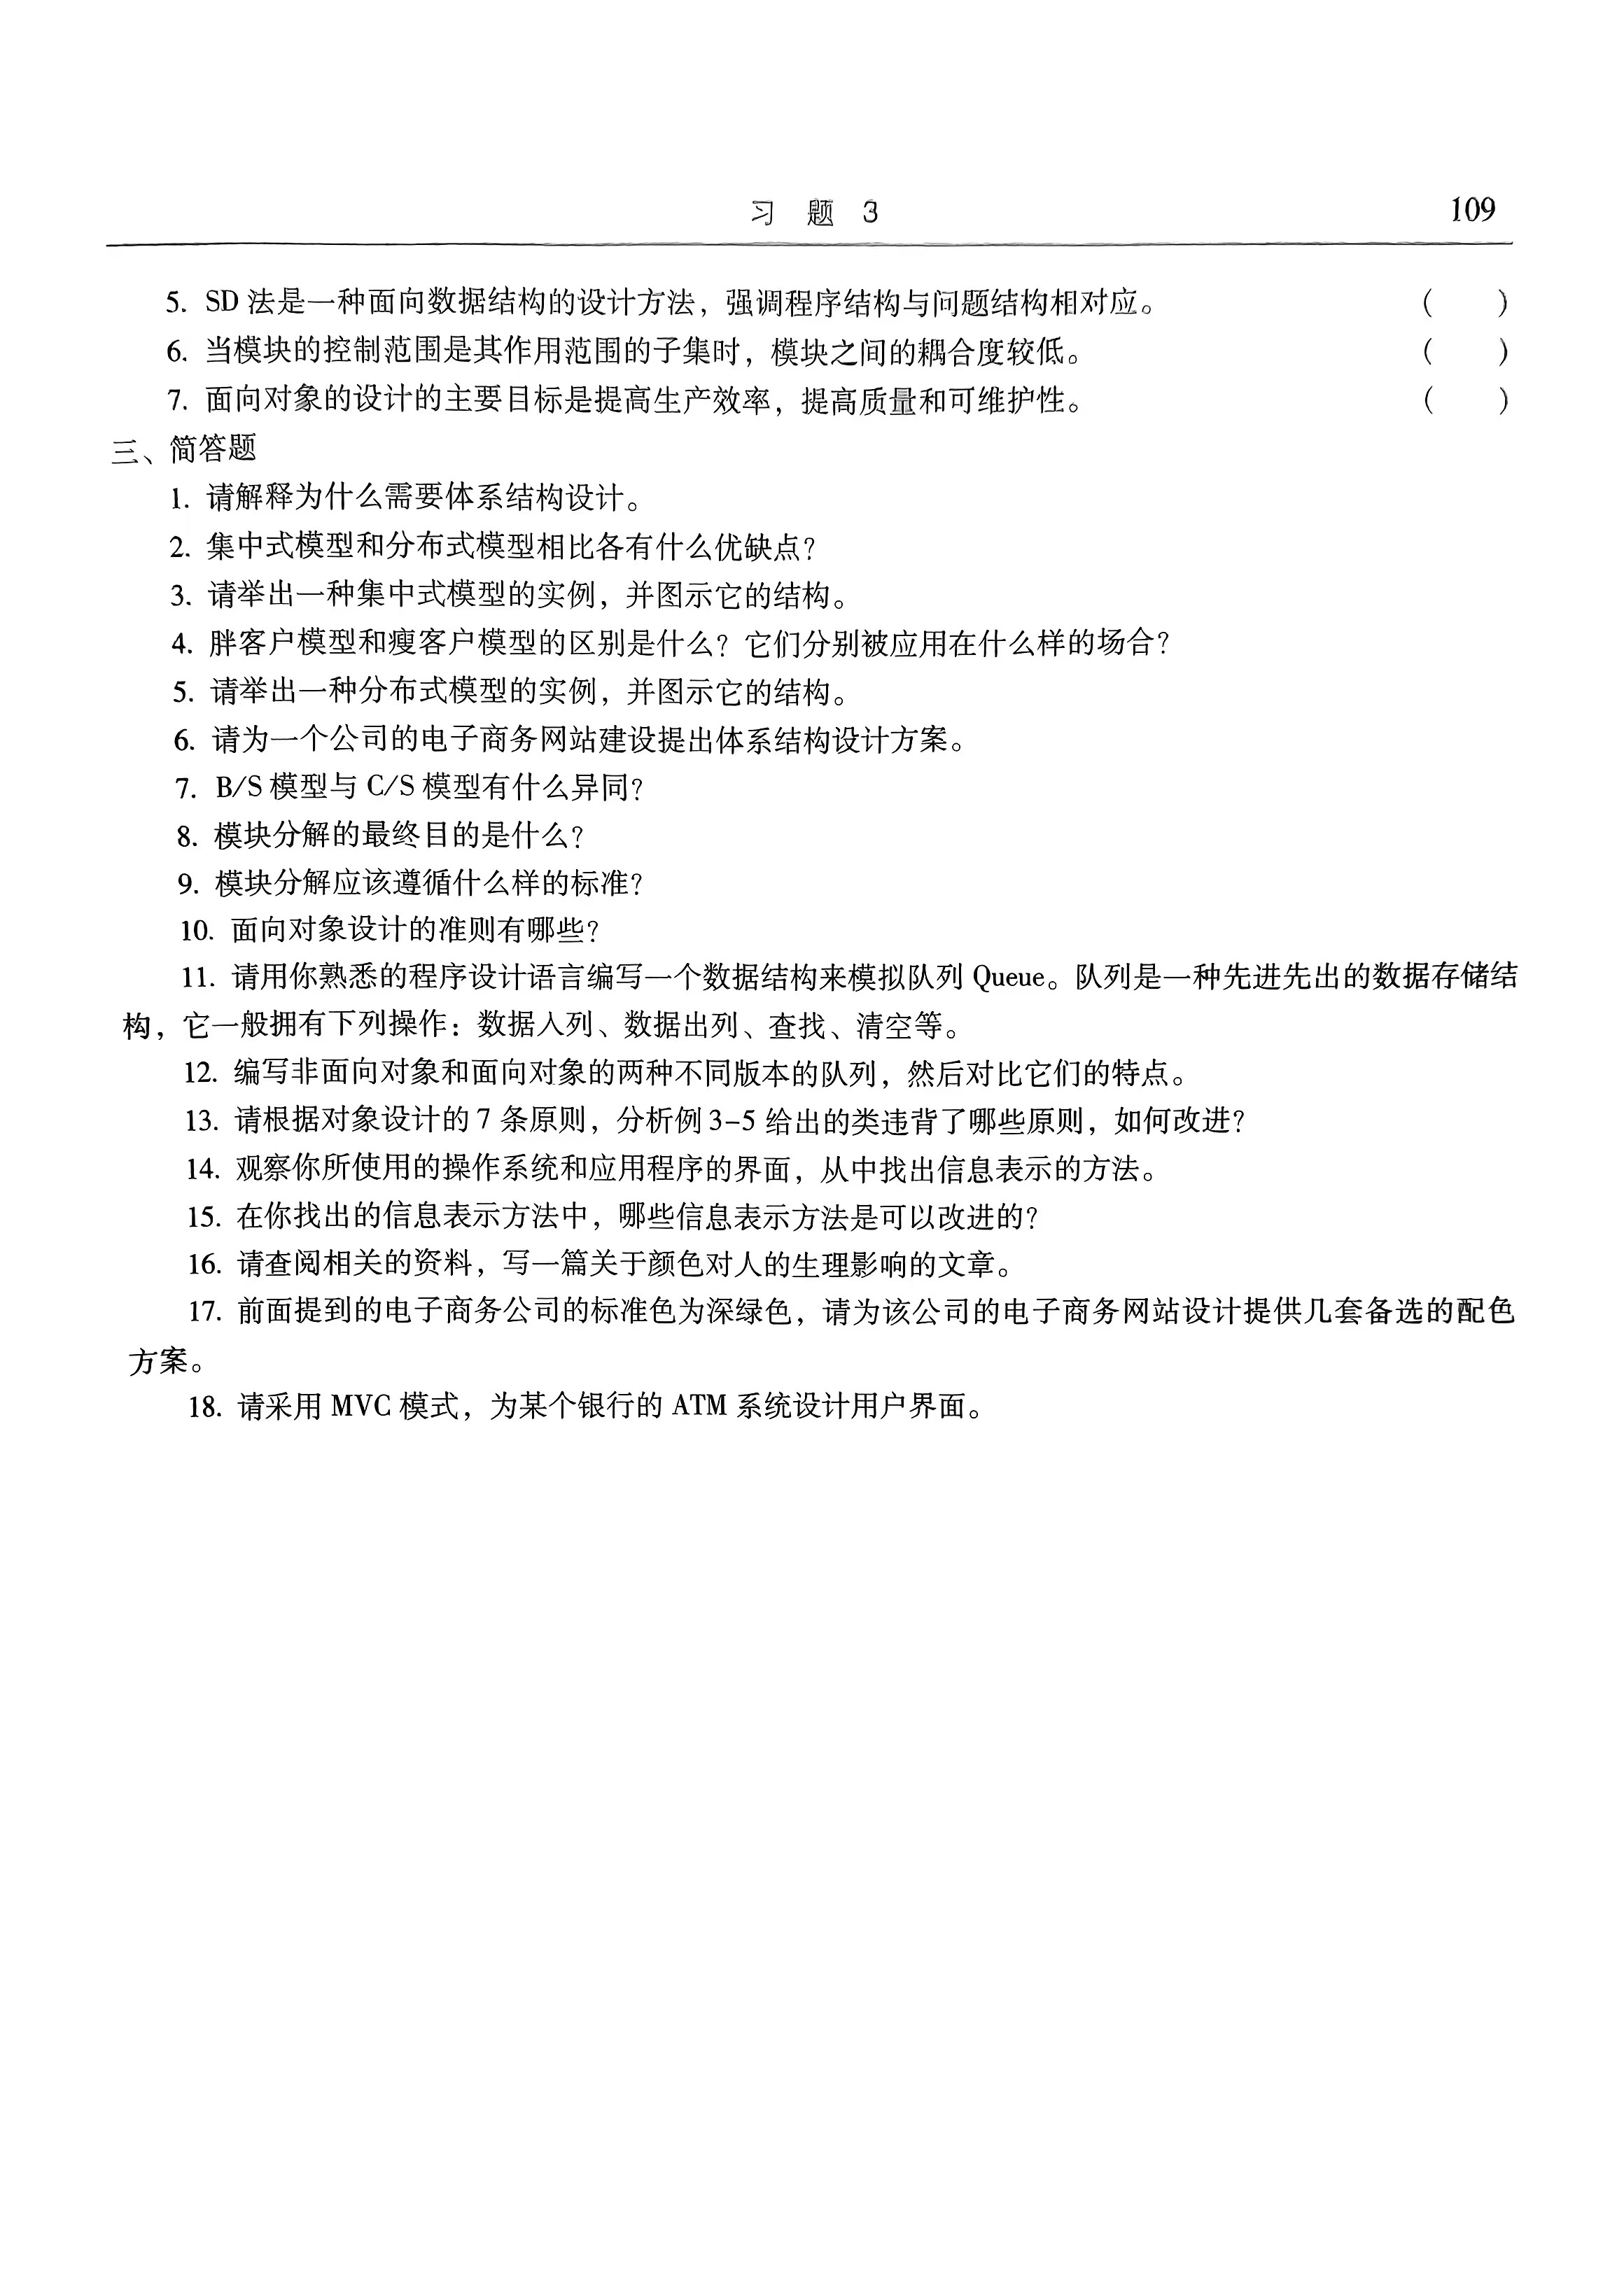 习 题 3 109
5. SD 法是一种面向数据结构的设计方法，强调程序结构与问题结构相对应。 （ ）
6. 当模块的控制范围是其作用范围的子集时，模块之间的耦合度较低。 （ ）
7. 面向对象的设计的主要目标是提高生产效率，提高质量和可维护性。 （ ）
三、简答题
1. 请解释为什么需要体系结构设计。
2. 集中式模型和分布式模型相比各有什么优缺点？
3. 请举出一种集中式模型的实例，并图示它的结构。
4. 胖客户模型和瘦客户模型的区别是什么？它们分别被应用在什么样的场合？
5. 请举出一种分布式模型的实例，并图示它的结构。
6. 请为一个公司的电子商务网站建设提出体系结构设计方案。
7. B/S 模型与 C/S 模型有什么异同？
8. 模块分解的最终目的是什么？
9. 模块分解应该遵循什么样的标准？
10. 面向对象设计的准则有哪些？
11. 请用你熟悉的程序设计语言编写一个数据结构来模拟队列 Queue。队列是一种先进先出的数据存储结
构，它一般拥有下列操作：数据入列、数据出列、查找、清空等。
12. 编写非面向对象和面向对象的两种不同版本的队列，然后对比它们的特点。
13. 请根据对象设计的 7 条原则，分析例 3-5 给出的类违背了哪些原则，如何改进？
14. 观察你所使用的操作系统和应用程序的界面，从中找出信息表示的方法。
15. 在你找出的信息表示方法中，哪些信息表示方法是可以改进的？
16. 请查阅相关的资料，写一篇关于颜色对人的生理影响的文章。
17. 前面提到的电子商务公司的标准色为深绿色，请为该公司的电子商务网站设计提供几套备选的配色
方案。
18. 请采用 MVC 模式，为某个银行的 ATM 系统设计用户界面。